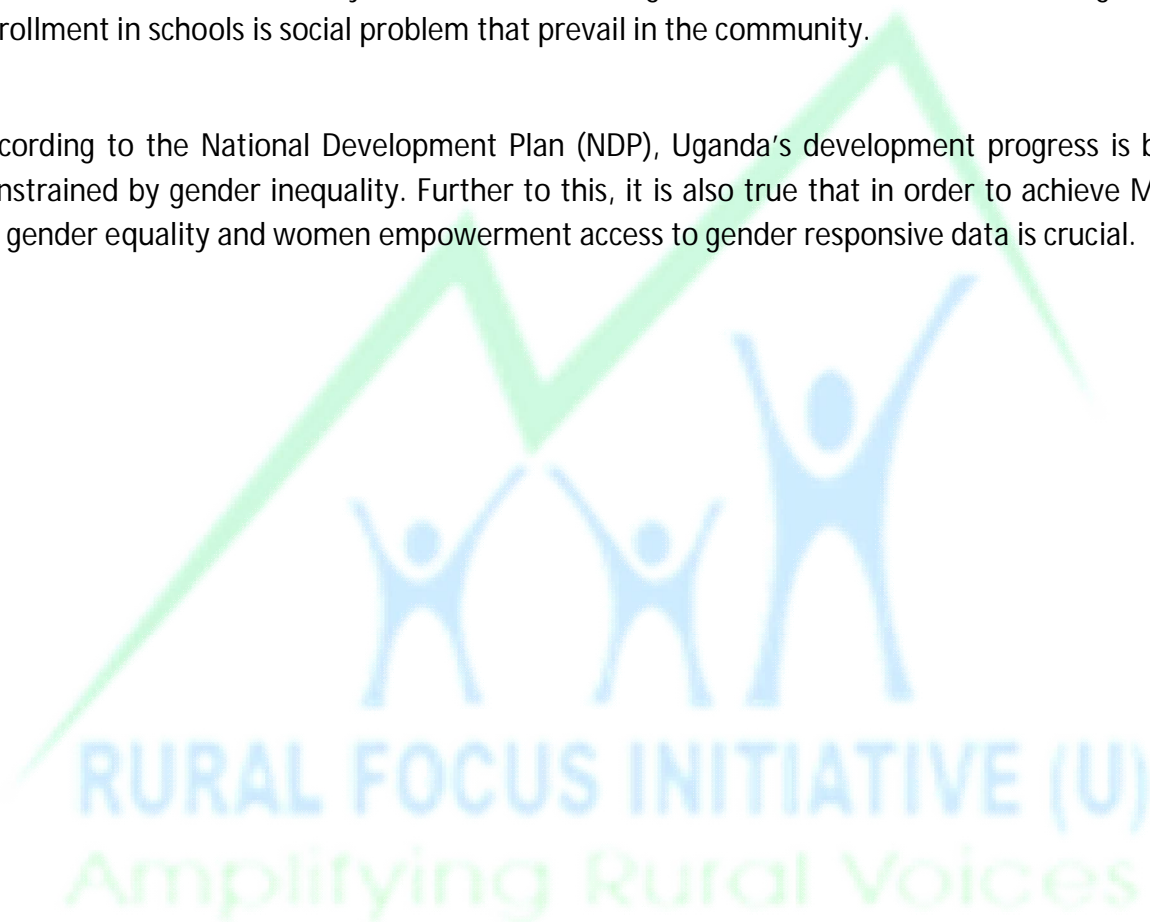 rollment in schools is social problem that prevail in the community.
cording to the National Development Plan (NDP), Uganda's development progress is b
nstrained by gender inequality. Further to this, it is also true that in order to achieve M
gender equality and women empowerment access to gender responsive data is crucial.
RURAL FOCUS INITIATIVE (U)
Amplifying Rural Voices